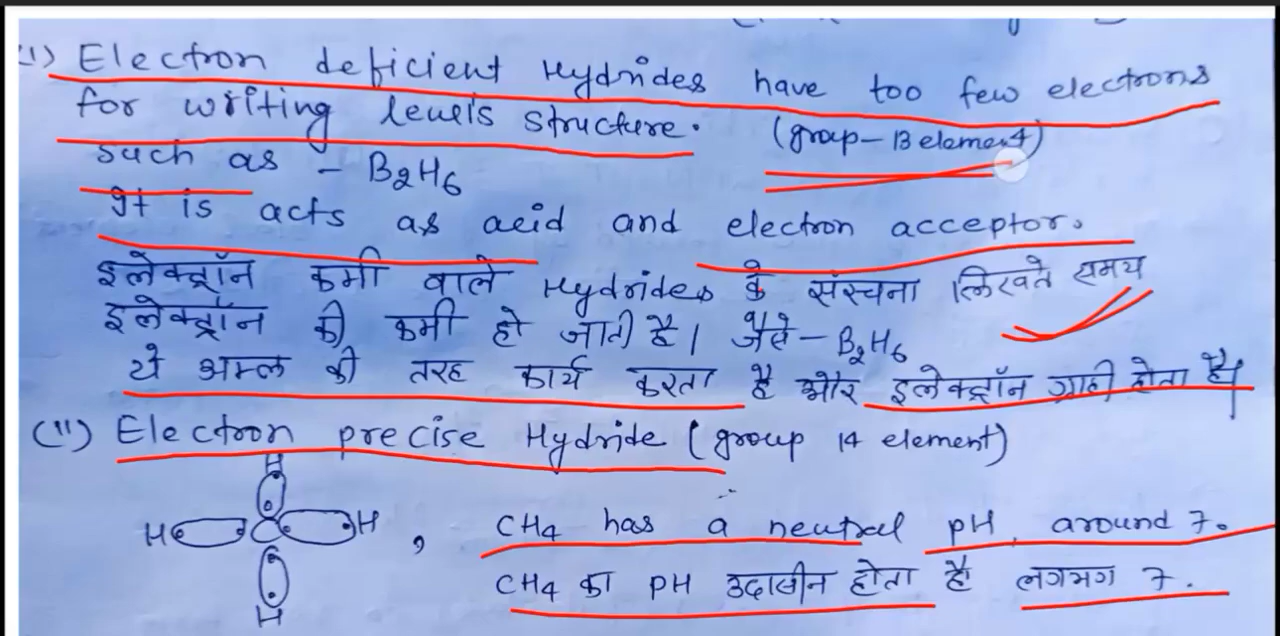 (i) Electron deficient Hydrides have too few electrons
for writing lewis structure. (group-13 element)
such as - B₂H₆
It is acts as acid and electron acceptor.
इलेक्ट्रॉन कमी वाले Hydrides के संरचना लिखते समय
इलेक्ट्रॉन की कमी हो जाती है। जैसे - B₂H₆
ये अम्ल की तरह कार्य करता है और इलेक्ट्रॉन ग्राही होता है।
(ii) Electron precise Hydride (group 14 element)
H
H C H , CH₄ has a neutral pH around 7.
CH₄ का PH उदासीन होता है लगभग 7.
H